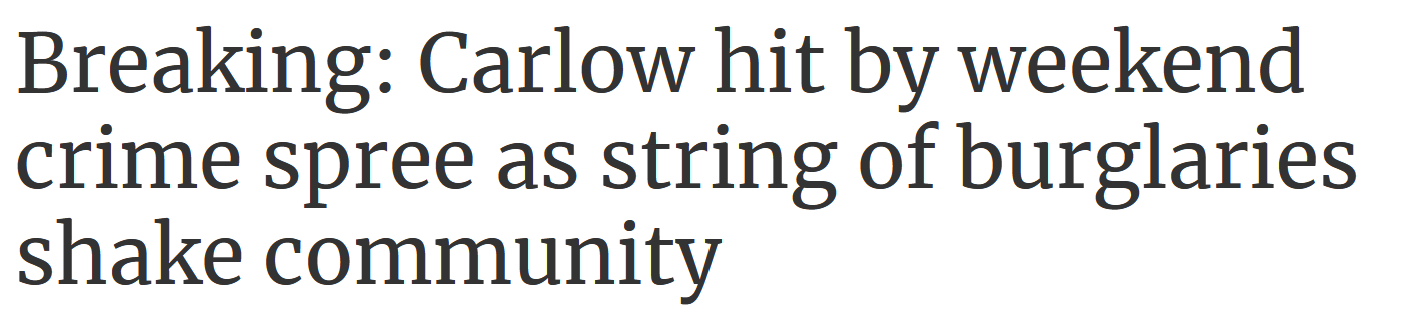 Breaking: Carlow hit by weekend
crime spree as string of burglaries
shake community